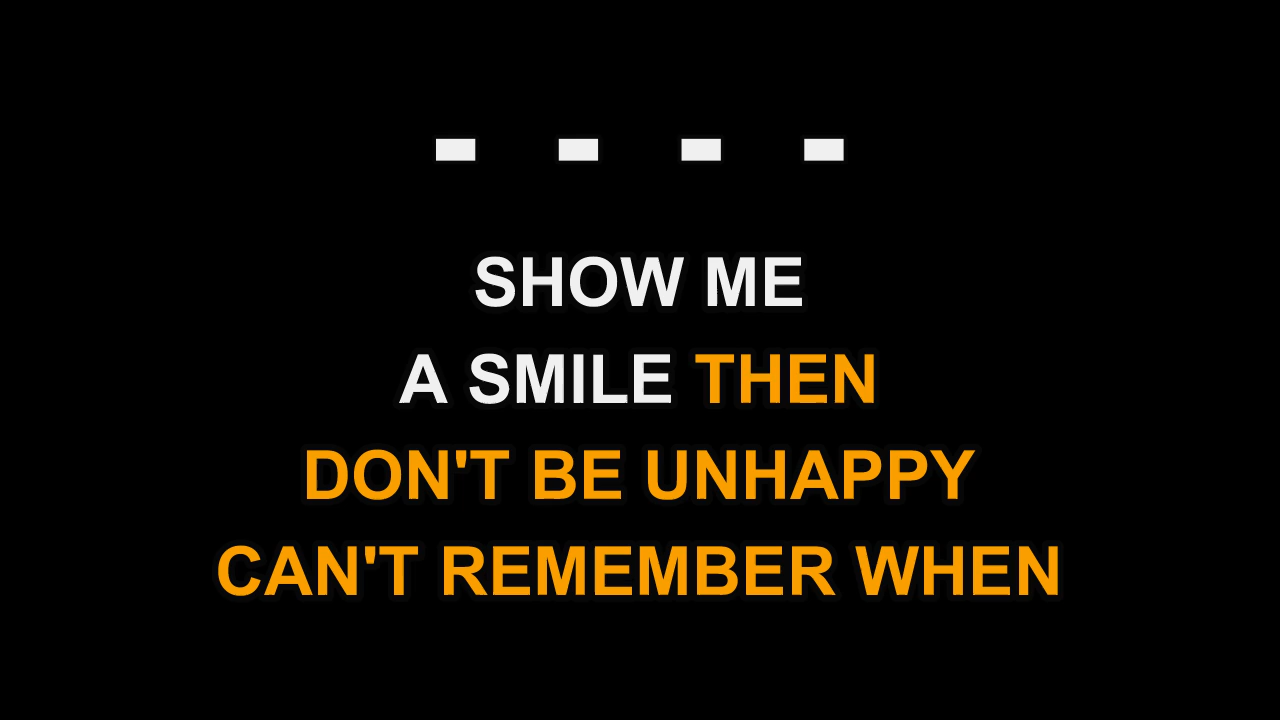 - - - -
SHOW ME
A SMILE THEN
DON'T BE UNHAPPY
CAN'T REMEMBER WHEN